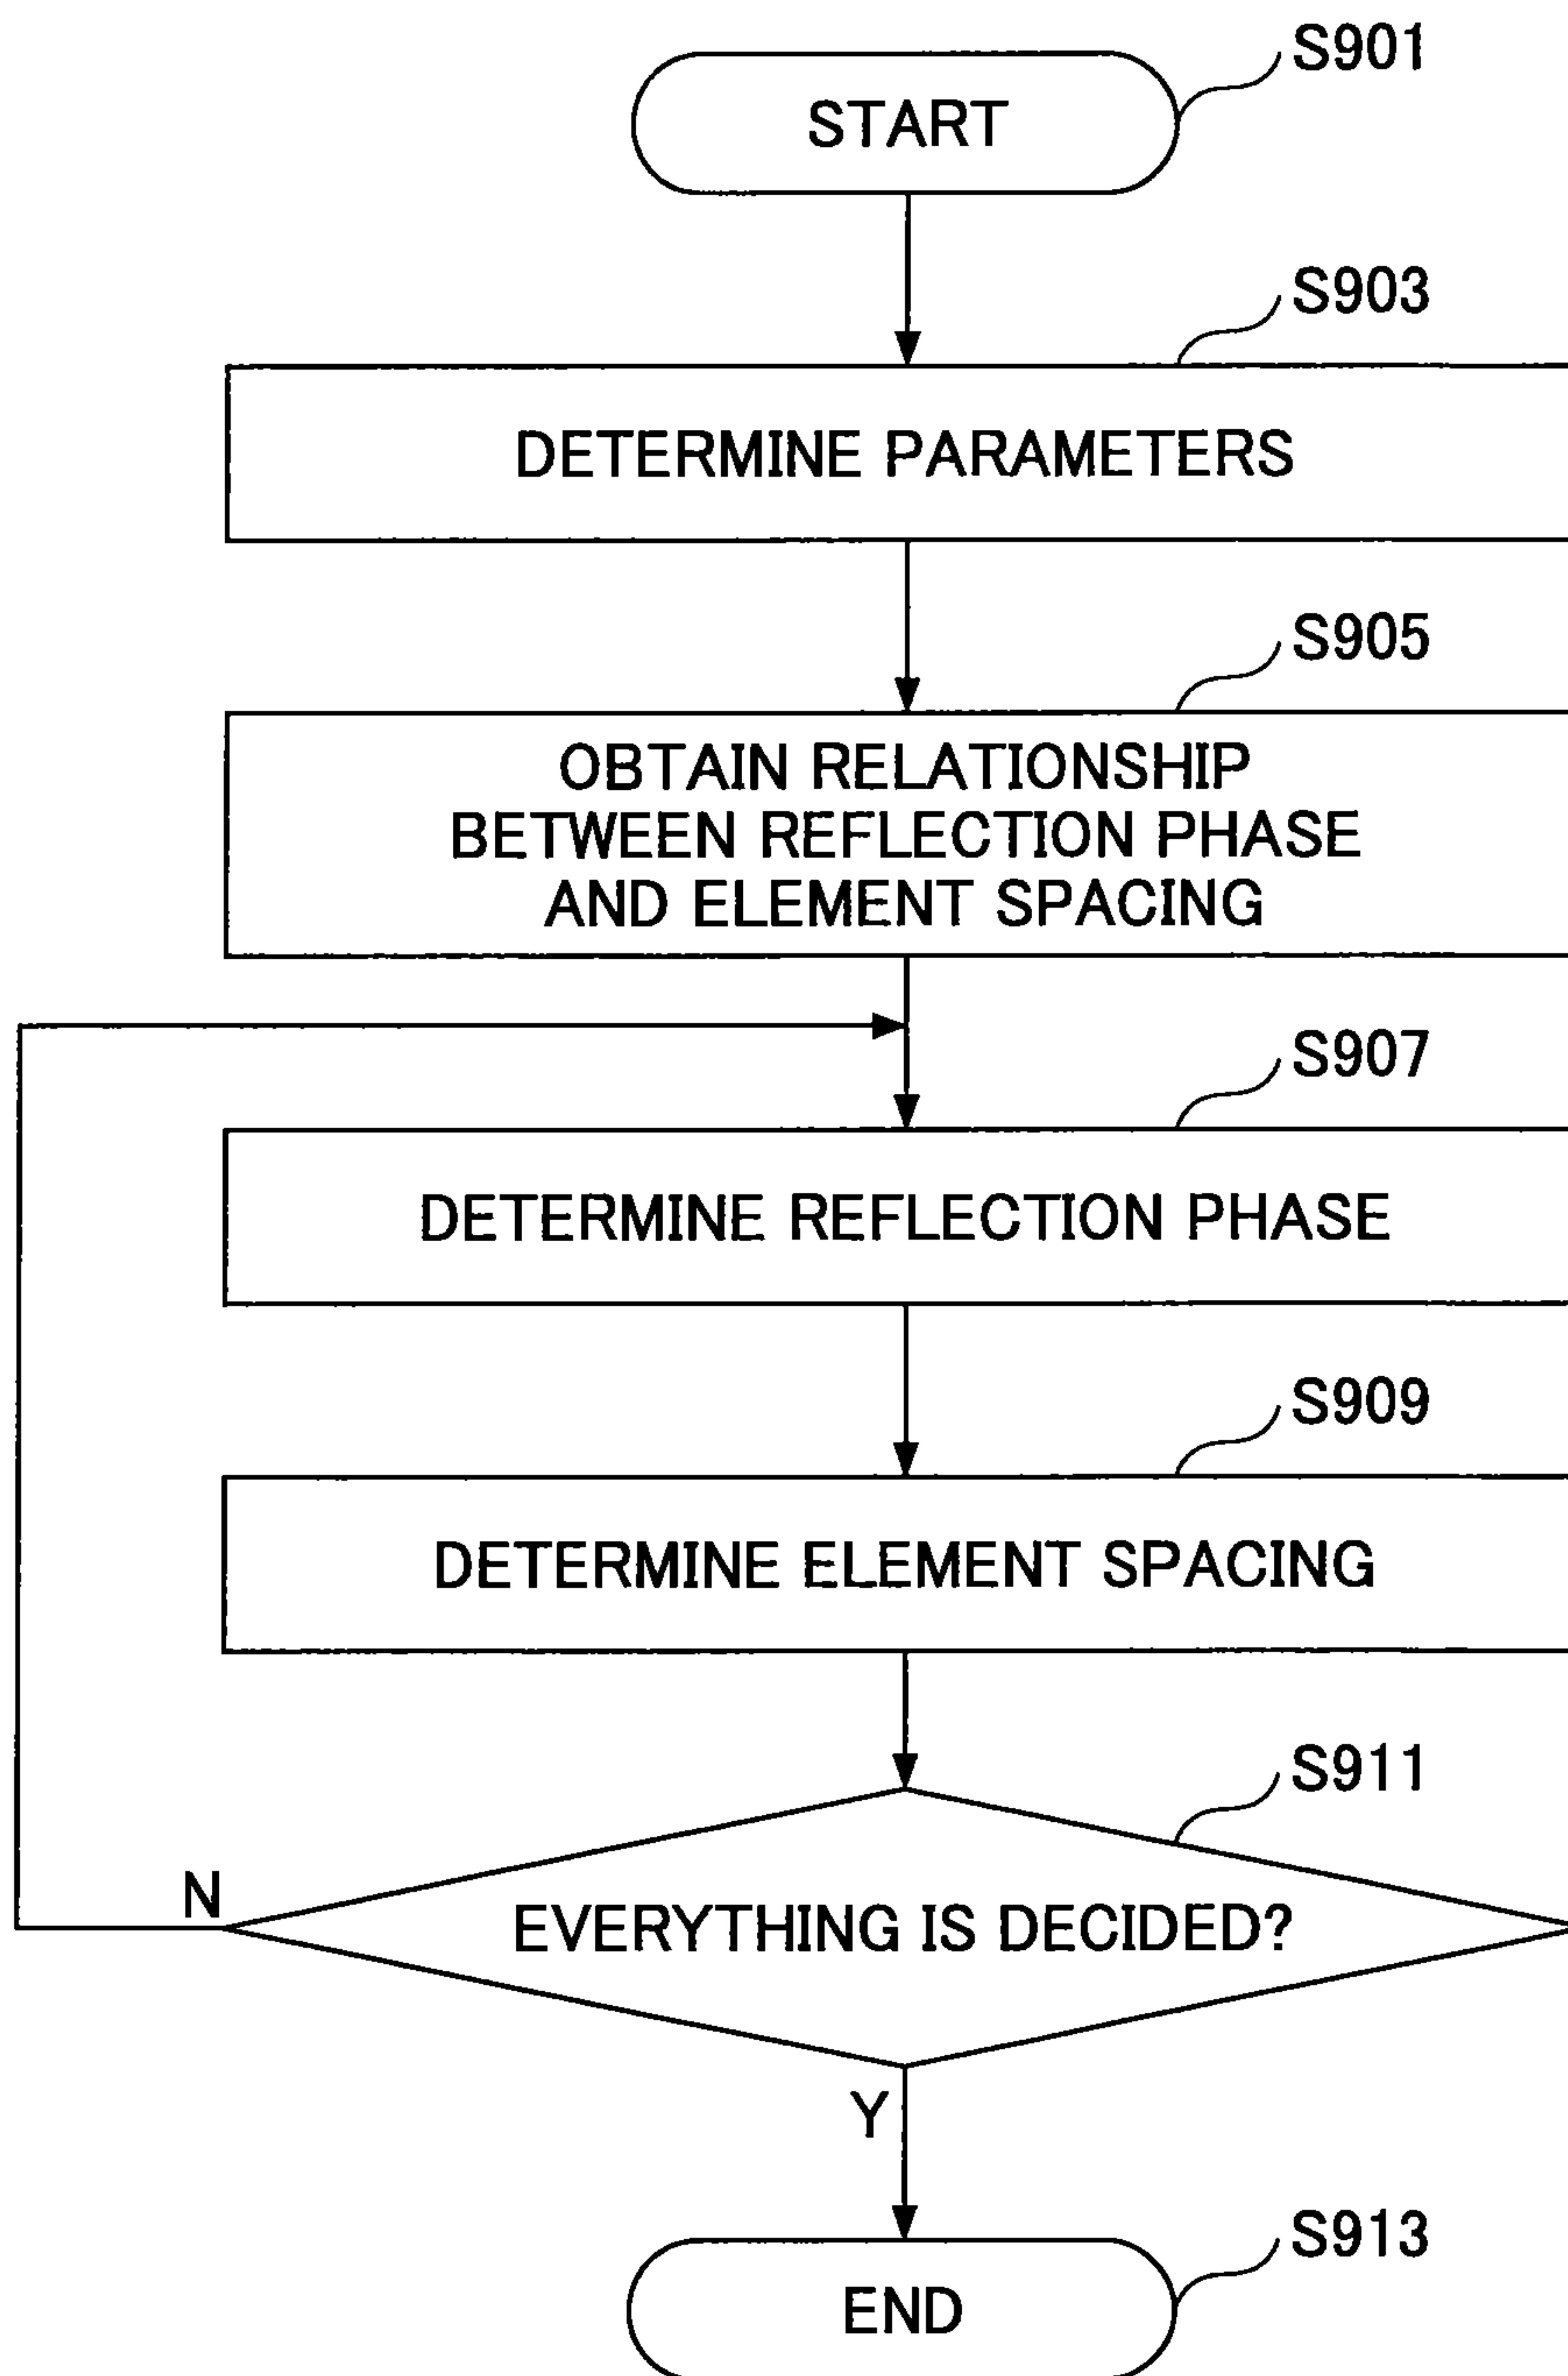 S901
START
S903
DETERMINE PARAMETERS
S905
OBTAIN RELATIONSHIP
BETWEEN REFLECTION PHASE
AND ELEMENT SPACING
S907
DETERMINE REFLECTION PHASE
S909
DETERMINE ELEMENT SPACING
S911
N
EVERYTHING IS DECIDED?
Y
S913
END